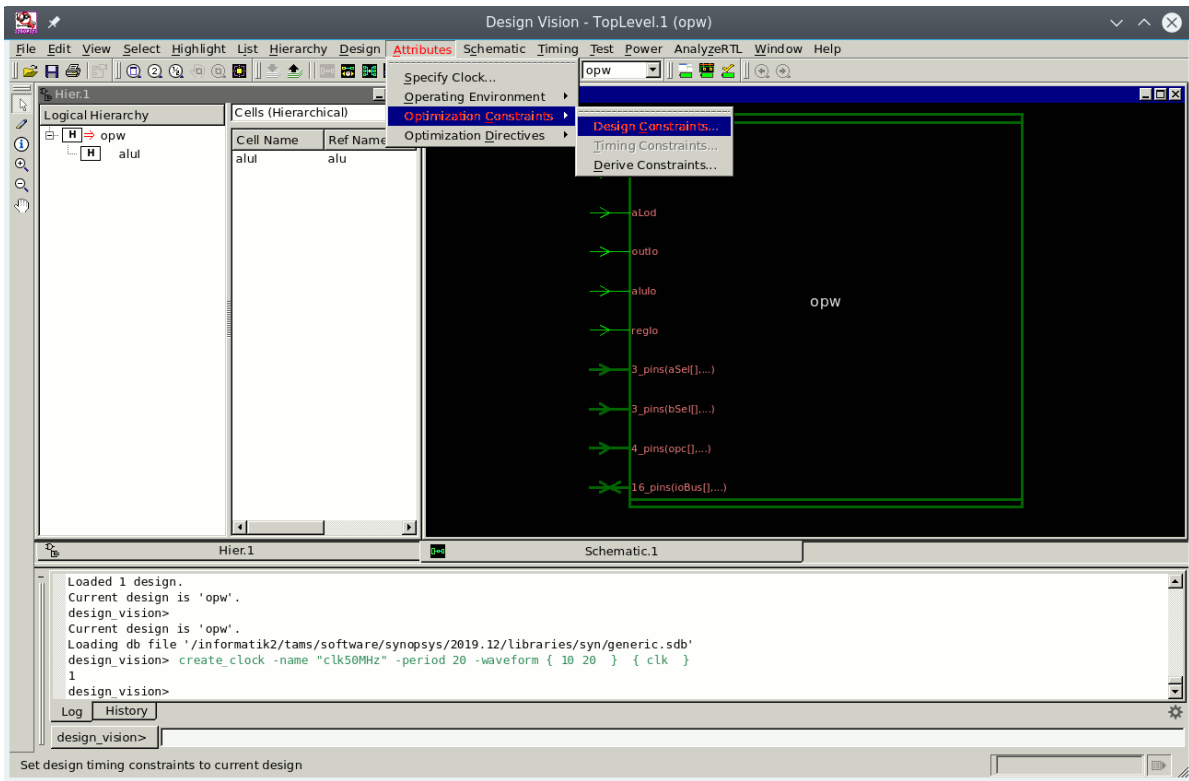 SYNOPSYS
Design Vision - TopLevel.1 (opw)
File Edit View Select Highlight List Hierarchy Design Attributes Schematic Timing Test Power AnalyzeRTL Window Help
opw
Specify Clock...
Operating Environment
Optimization Constraints
Optimization Directives
Design Constraints...
Timing Constraints...
Derive Constraints...
Hier.1
Logical Hierarchy
H opw
H aluI
Cells (Hierarchical)
Cell Name Ref Name
aluI alu
aLod
outIo
aluIo
regIo
3_pins(aSel[],...)
3_pins(bSel[],...)
4_pins(opc[],...)
16_pins(ioBus[],...)
opw
Hier.1
Schematic.1
Loaded 1 design.
Current design is 'opw'.
design_vision>
Current design is 'opw'.
Loading db file '/informatik2/tams/software/synopsys/2019.12/libraries/syn/generic.sdb'
design_vision> create_clock -name "clk50MHz" -period 20 -waveform { 10 20  }  { clk  }
1
design_vision>
Log History
design_vision>
Set design timing constraints to current design